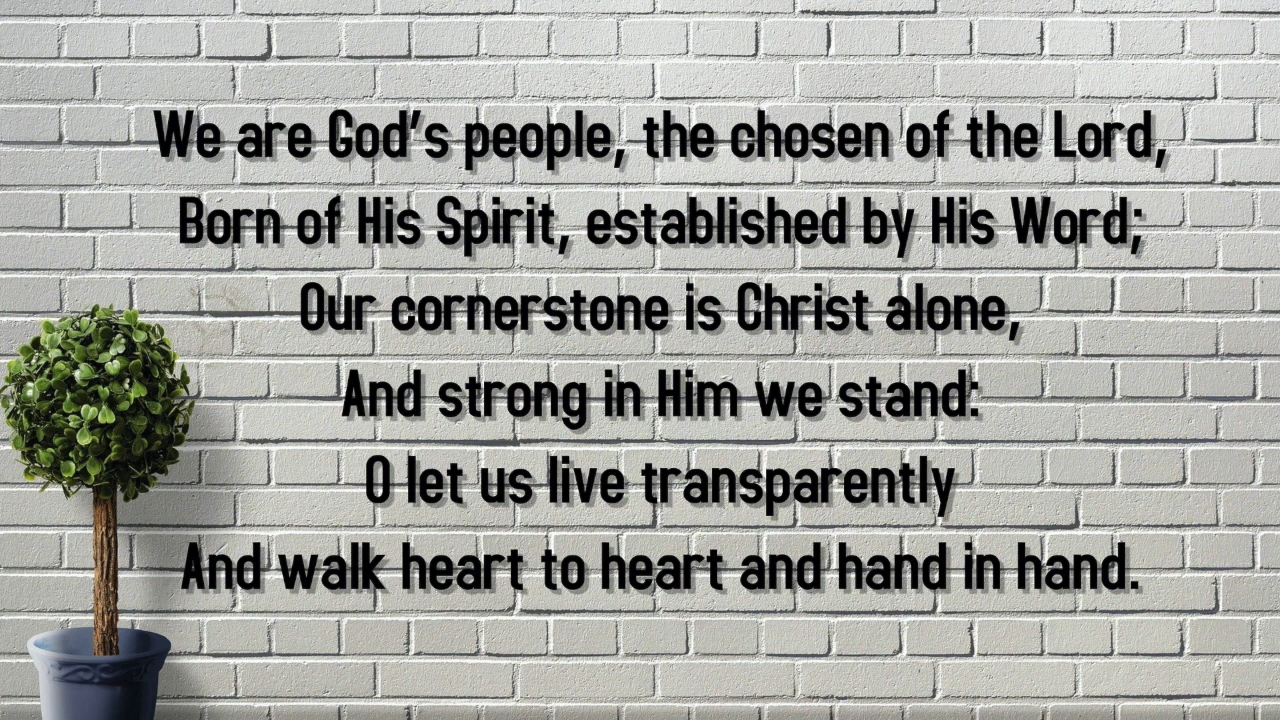 We are God's people, the chosen of the Lord,
Born of His Spirit, established by His Word;
Our cornerstone is Christ alone,
And strong in Him we stand:
O let us live transparently
And walk heart to heart and hand in hand.